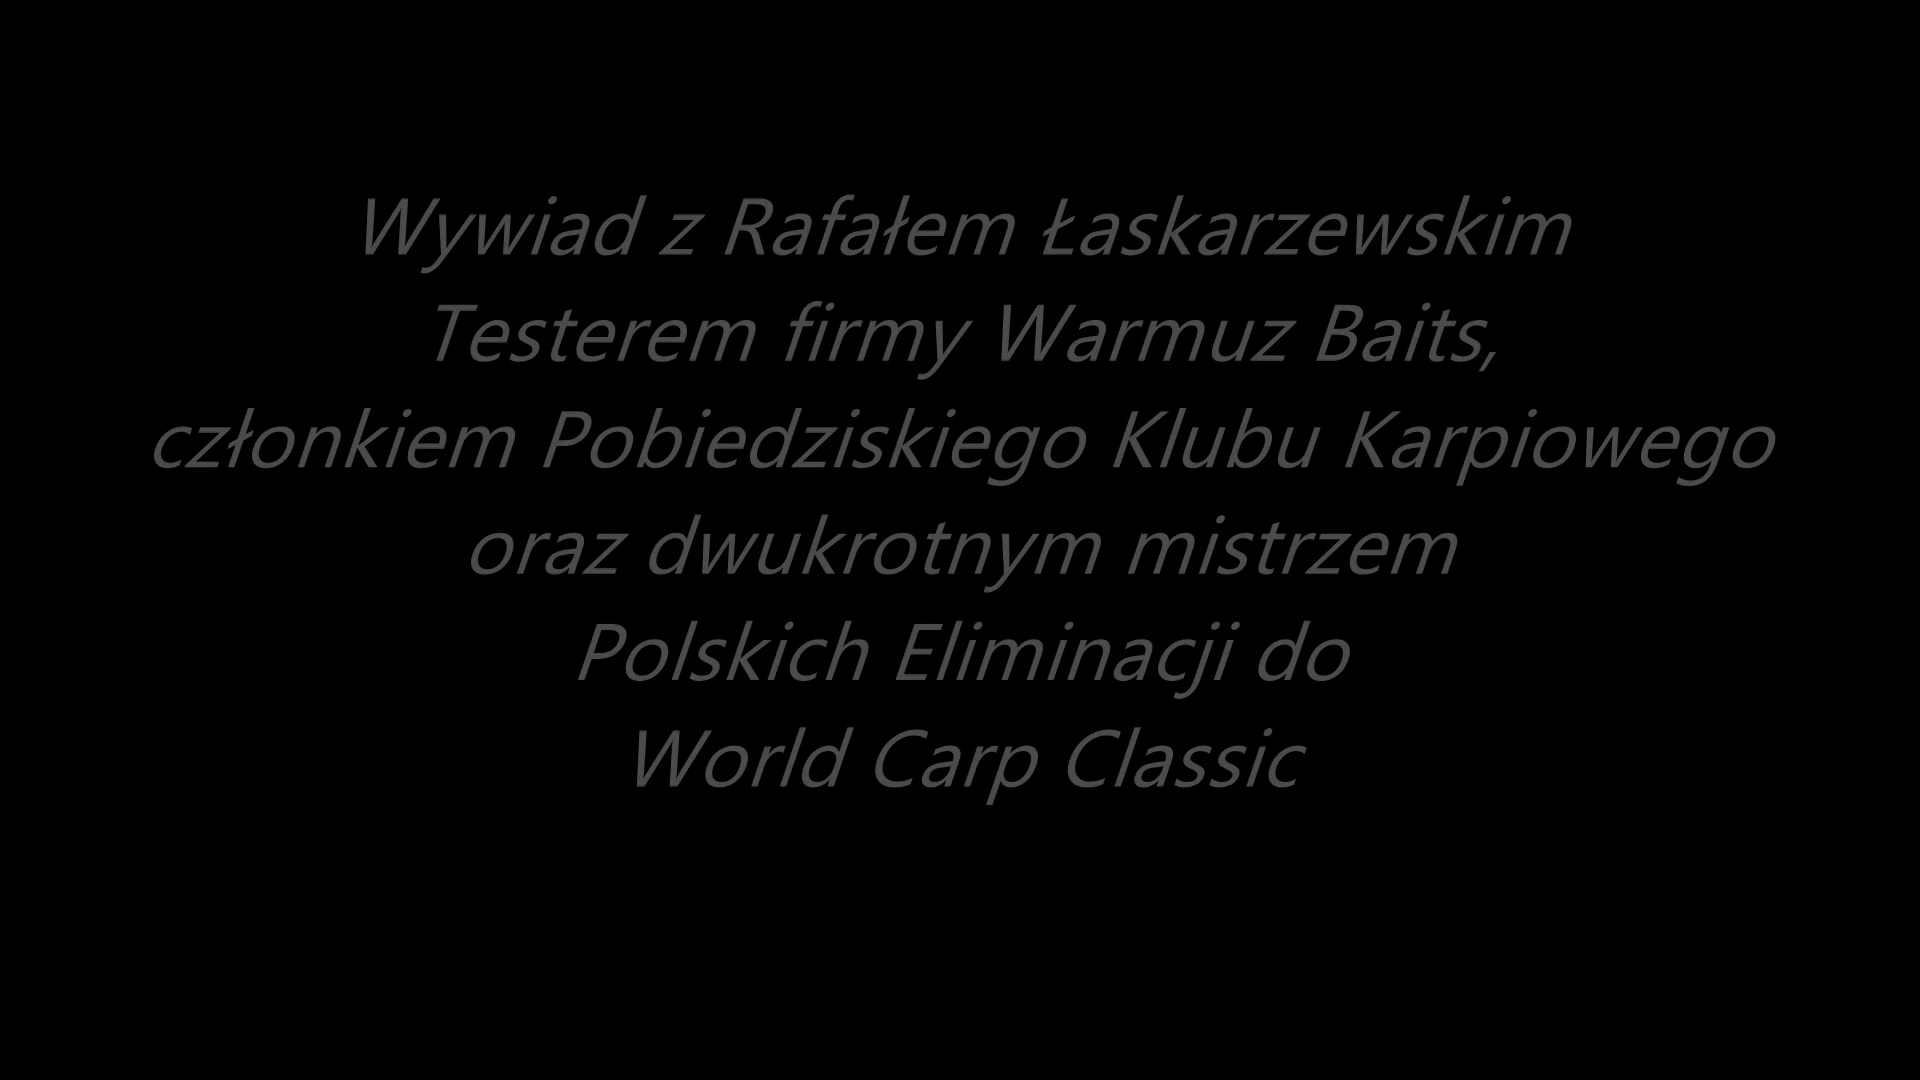 Wywiad z Rafałem Łaskarzewskim
Testerem firmy Warmuz Baits,
członkiem Pobiedziskiego Klubu Karpiowego
oraz dwukrotnym mistrzem
Polskich Eliminacji do
World Carp Classic